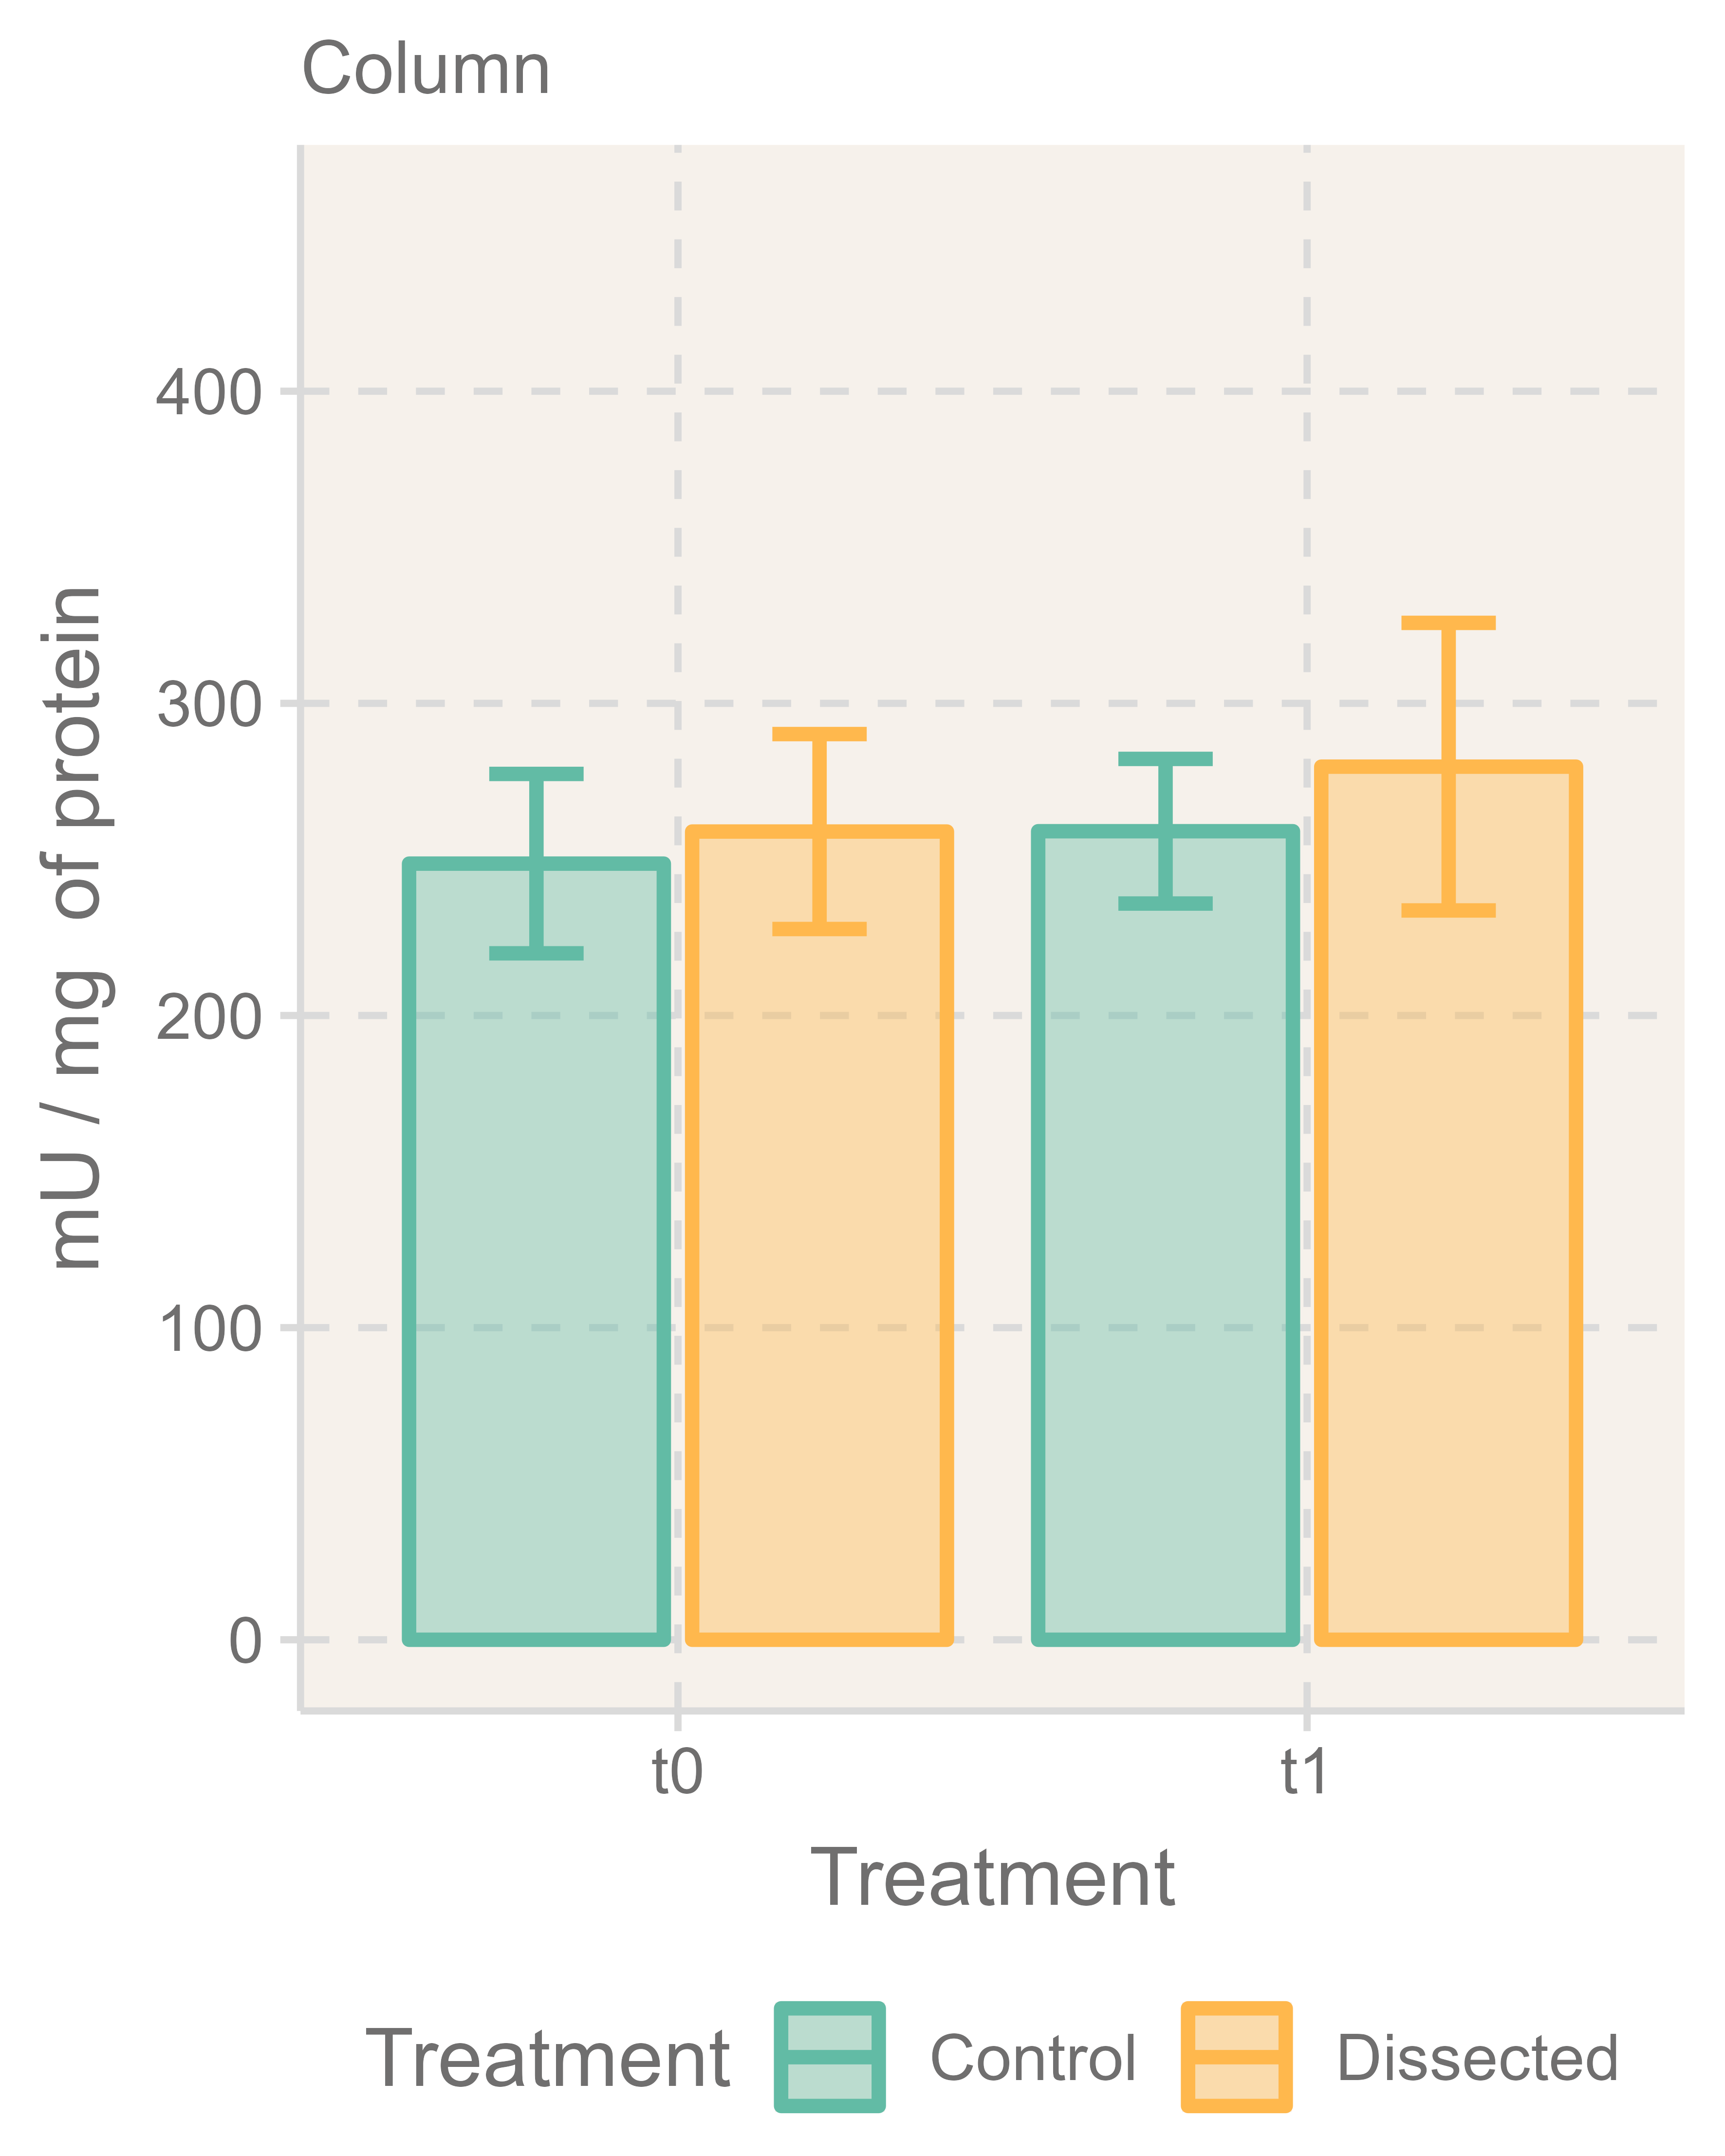 Column
mU / mg of protein
400
300
200
100
0
t0 t1
Treatment
Treatment Control Dissected